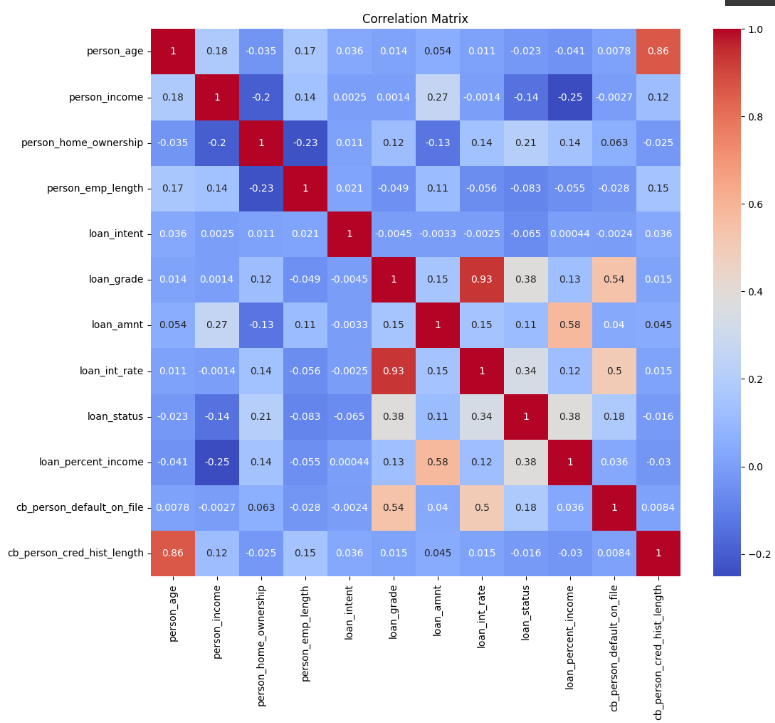 Correlation Matrix
person_age 1 0.18 -0.035 0.17 0.036 0.014 0.054 0.011 -0.023 -0.041 0.0078 0.86
person_income 0.18 1 -0.2 0.14 0.0025 0.0014 0.27 -0.0014 -0.14 -0.25 -0.0027 0.12
person_home_ownership -0.035 -0.2 1 -0.23 0.011 0.12 -0.13 0.14 0.21 0.14 0.063 -0.025
person_emp_length 0.17 0.14 -0.23 1 0.021 -0.049 0.11 -0.056 -0.083 -0.055 -0.028 0.15
loan_intent 0.036 0.0025 0.011 0.021 1 -0.0045 -0.0033 -0.0025 -0.065 0.00044 -0.0024 0.036
loan_grade 0.014 0.0014 0.12 -0.049 -0.0045 1 0.15 0.93 0.38 0.13 0.54 0.015
loan_amnt 0.054 0.27 -0.13 0.11 -0.0033 0.15 1 0.15 0.11 0.58 0.04 0.045
loan_int_rate 0.011 -0.0014 0.14 -0.056 -0.0025 0.93 0.15 1 0.34 0.12 0.5 0.015
loan_status -0.023 -0.14 0.21 -0.083 -0.065 0.38 0.11 0.34 1 0.38 0.18 -0.016
loan_percent_income -0.041 -0.25 0.14 -0.055 0.00044 0.13 0.58 0.12 0.38 1 0.036 -0.03
cb_person_default_on_file 0.0078 -0.0027 0.063 -0.028 -0.0024 0.54 0.04 0.5 0.18 0.036 1 0.0084
cb_person_cred_hist_length 0.86 0.12 -0.025 0.15 0.036 0.015 0.045 0.015 -0.016 -0.03 0.0084 1
person_age
person_income
person_home_ownership
person_emp_length
loan_intent
loan_grade
loan_amnt
loan_int_rate
loan_status
loan_percent_income
cb_person_default_on_file
cb_person_cred_hist_length
1.0
0.8
0.6
0.4
0.2
0.0
−0.2